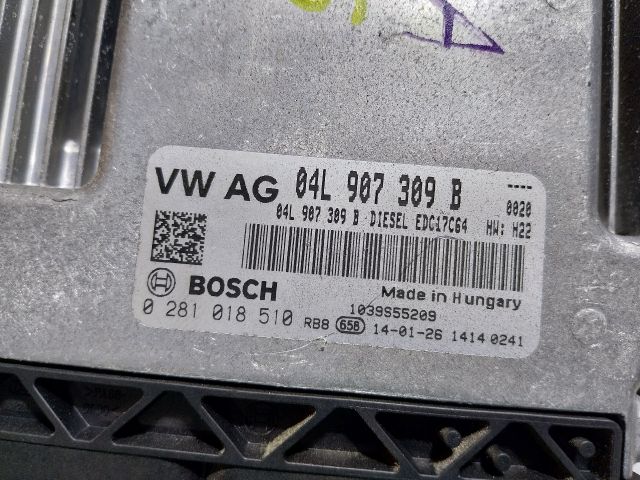 VW AG 04L 907 309 B ----
04L 907 309 B DIESEL EDC17C64 0020
HW: H22
BOSCH
Made in Hungary
0 281 018 510 1039S55209
RB8 658 14-01-26 1414 0241